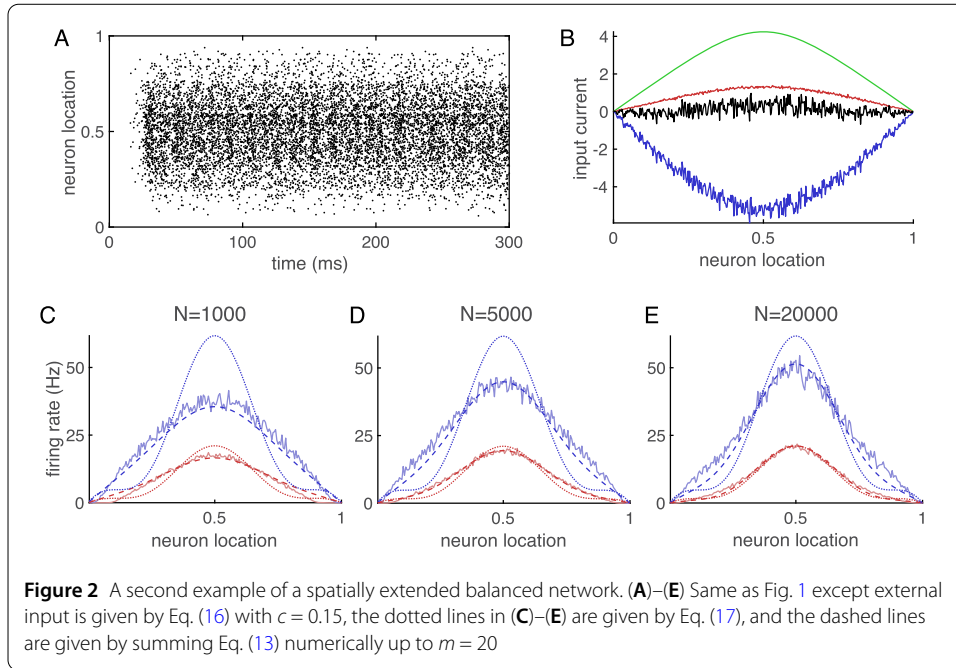 A
1
0.5
0
neuron location
0
100
200
300
time (ms)
B
4
2
0
-2
-4
input current
0
0.5
1
neuron location
C
N=1000
50
25
0
firing rate (Hz)
0.5
1
neuron location
D
N=5000
50
25
0
0.5
1
neuron location
E
N=20000
50
25
0
0.5
1
neuron location
Figure 2 A second example of a spatially extended balanced network. (A)–(E) Same as Fig. 1 except external
input is given by Eq. (16) with c = 0.15, the dotted lines in (C)–(E) are given by Eq. (17), and the dashed lines
are given by summing Eq. (13) numerically up to m = 20